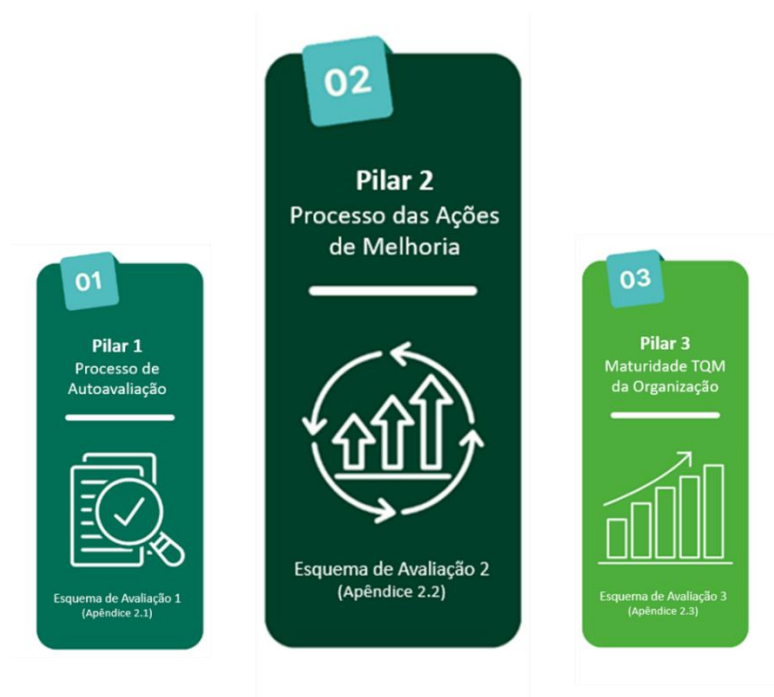 01
Pilar 1
Processo de
Autoavaliação
Esquema de Avaliação 1
(Apêndice 2.1)
02
Pilar 2
Processo das Ações
de Melhoria
Esquema de Avaliação 2
(Apêndice 2.2)
03
Pilar 3
Maturidade TQM
da Organização
Esquema de Avaliação 3
(Apêndice 2.3)